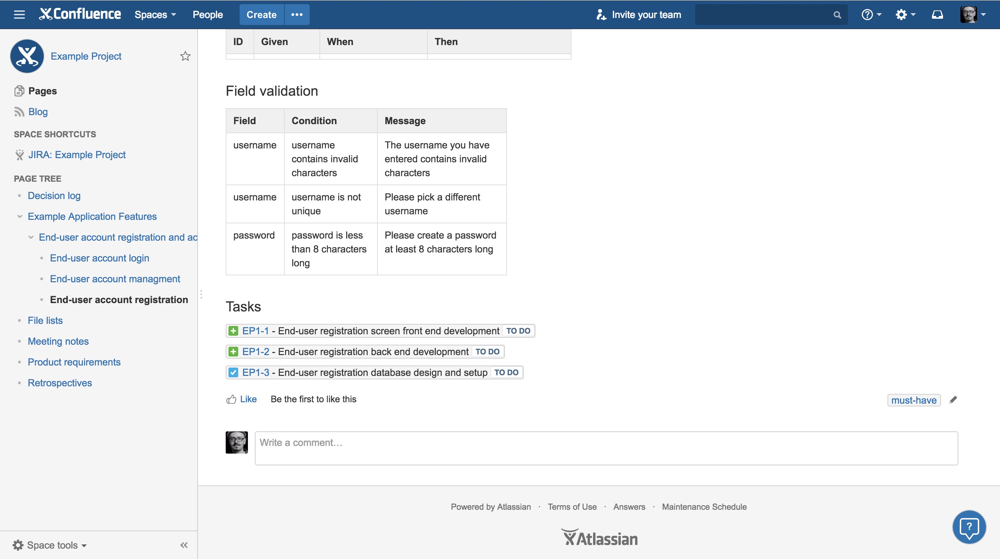 Confluence
Spaces
People
Create
•••
Invite your team
Example Project
Pages
Blog
SPACE SHORTCUTS
JIRA: Example Project
PAGE TREE
Decision log
Example Application Features
End-user account registration and ac
End-user account login
End-user account managment
End-user account registration
File lists
Meeting notes
Product requirements
Retrospectives
Space tools
ID Given When Then
Field validation
Field Condition Message
username
username
contains invalid
characters
The username you have
entered contains invalid
characters
username
username is not
unique
Please pick a different
username
password
password is less
than 8 characters
long
Please create a password
at least 8 characters long
Tasks
EP1-1 - End-user registration screen front end development TO DO
EP1-2 - End-user registration back end development TO DO
EP1-3 - End-user registration database design and setup TO DO
Like Be the first to like this
must-have
Write a comment…
Powered by Atlassian · Terms of Use · Answers · Maintenance Schedule
Atlassian